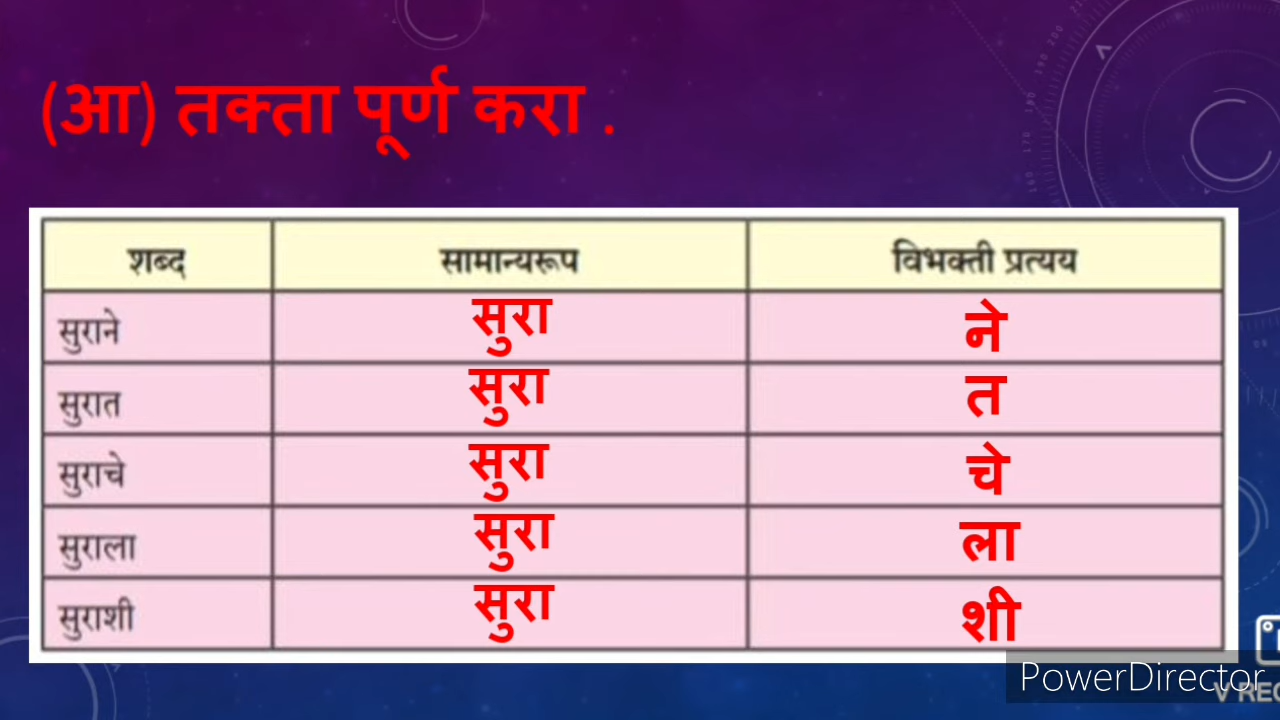 (आ) तक्ता पूर्ण करा .
शब्द सामान्यरूप विभक्ती प्रत्यय
सुराने सुरा ने
सुरात सुरा त
सुराचे सुरा चे
सुराला सुरा ला
सुराशी सुरा शी
PowerDirector